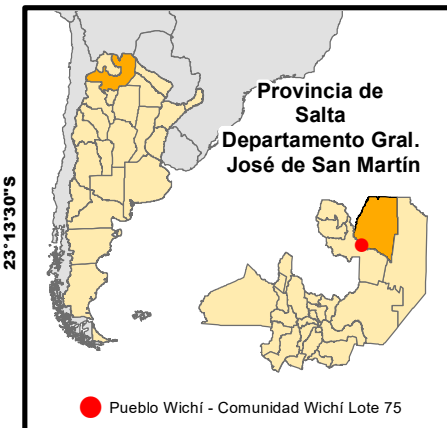 Provincia de
Salta
Departamento Gral.
José de San Martín
23°13'30"S
Pueblo Wichí - Comunidad Wichí Lote 75